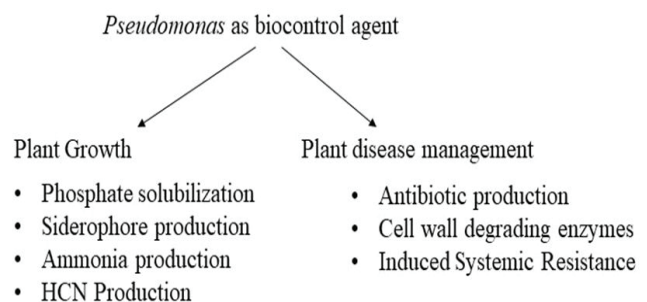 Pseudomonas as biocontrol agent
Plant Growth
• Phosphate solubilization
• Siderophore production
• Ammonia production
• HCN Production
Plant disease management
• Antibiotic production
• Cell wall degrading enzymes
• Induced Systemic Resistance